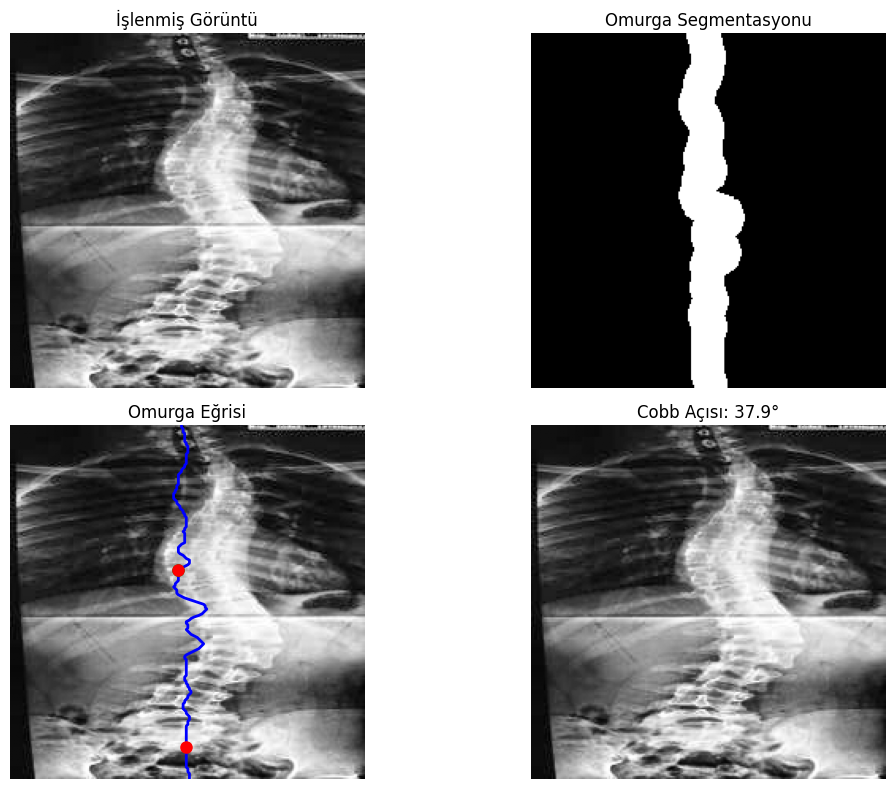 İşlenmiş Görüntü
Omurga Segmentasyonu
Omurga Eğrisi
Cobb Açısı: 37.9°